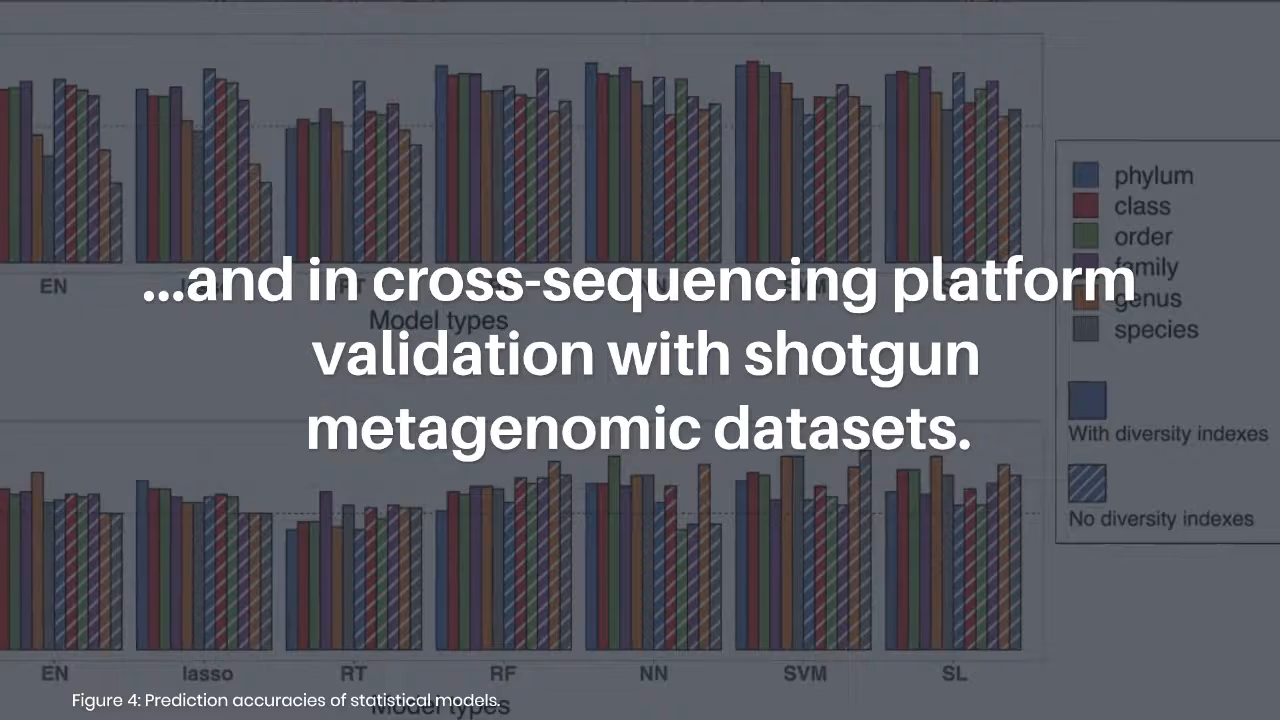 phylum
class
order
family
genus
species
EN
RT
SVM
...and in cross-sequencing platform
Model types
validation with shotgun
metagenomic datasets.
With diversity indexes
No diversity indexes
EN
lasso
RT
RF
NN
SVM
SL
Figure 4: Prediction accuracies of statistical models.
Model types